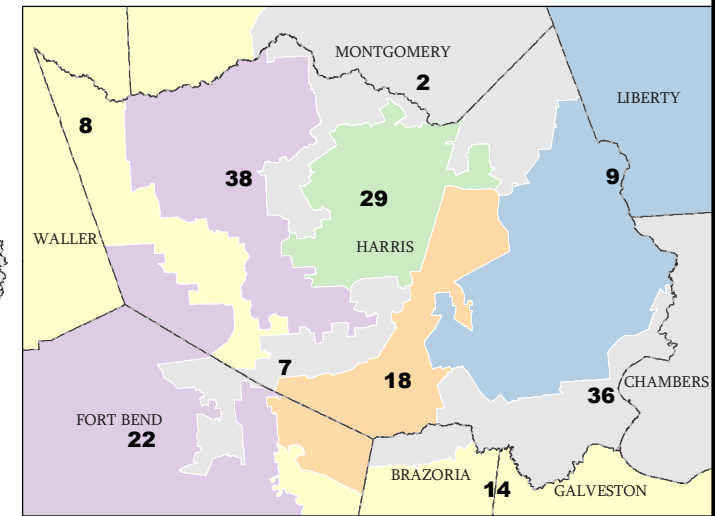 MONTGOMERY
2
LIBERTY
8
38
9
29
WALLER
HARRIS
7
18
36
CHAMBERS
FORT BEND
22
BRAZORIA
14
GALVESTON